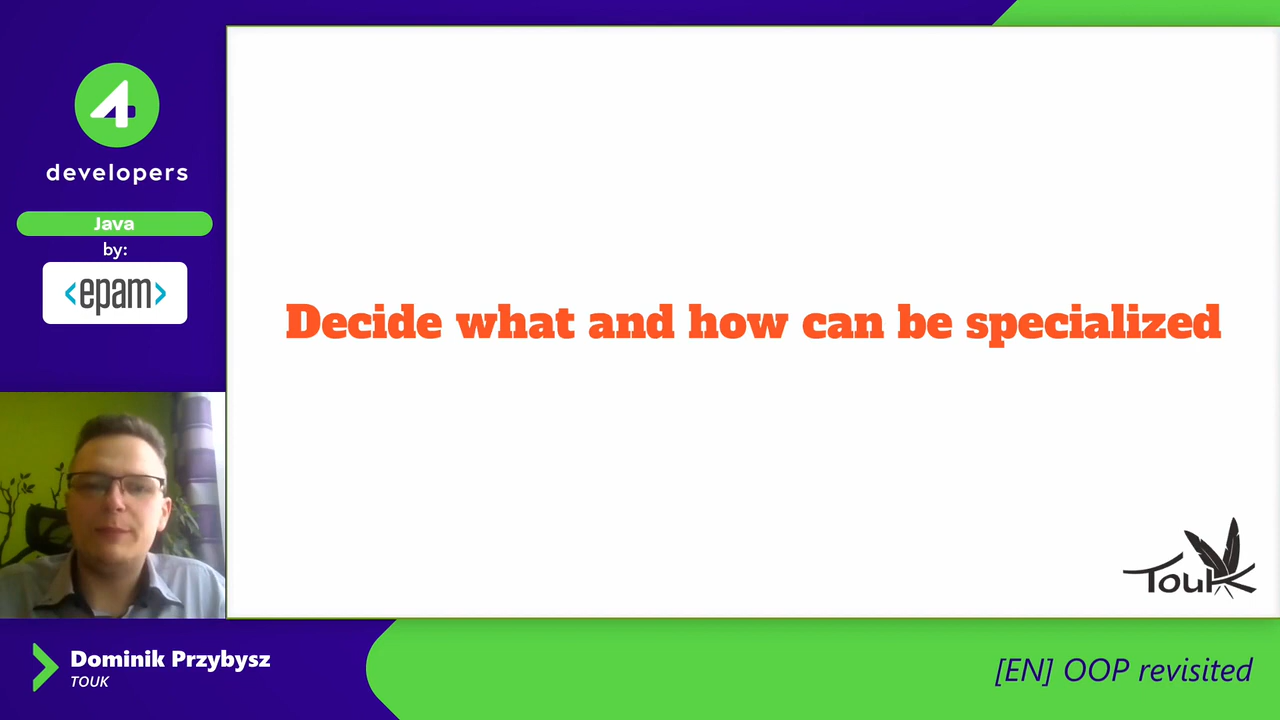 4
developers
Java
by:
<epam>
Decide what and how can be specialized
TouK
Dominik Przybysz
TOUK
[EN] OOP revisited